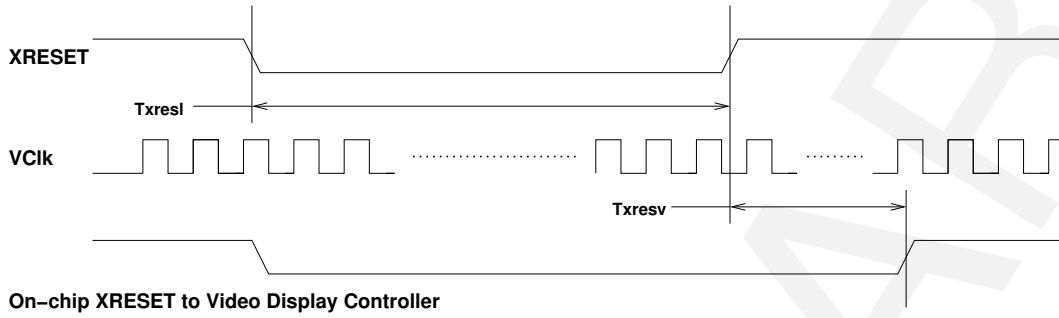 XRESET
Txresl
VClk
Txresv
On−chip XRESET to Video Display Controller